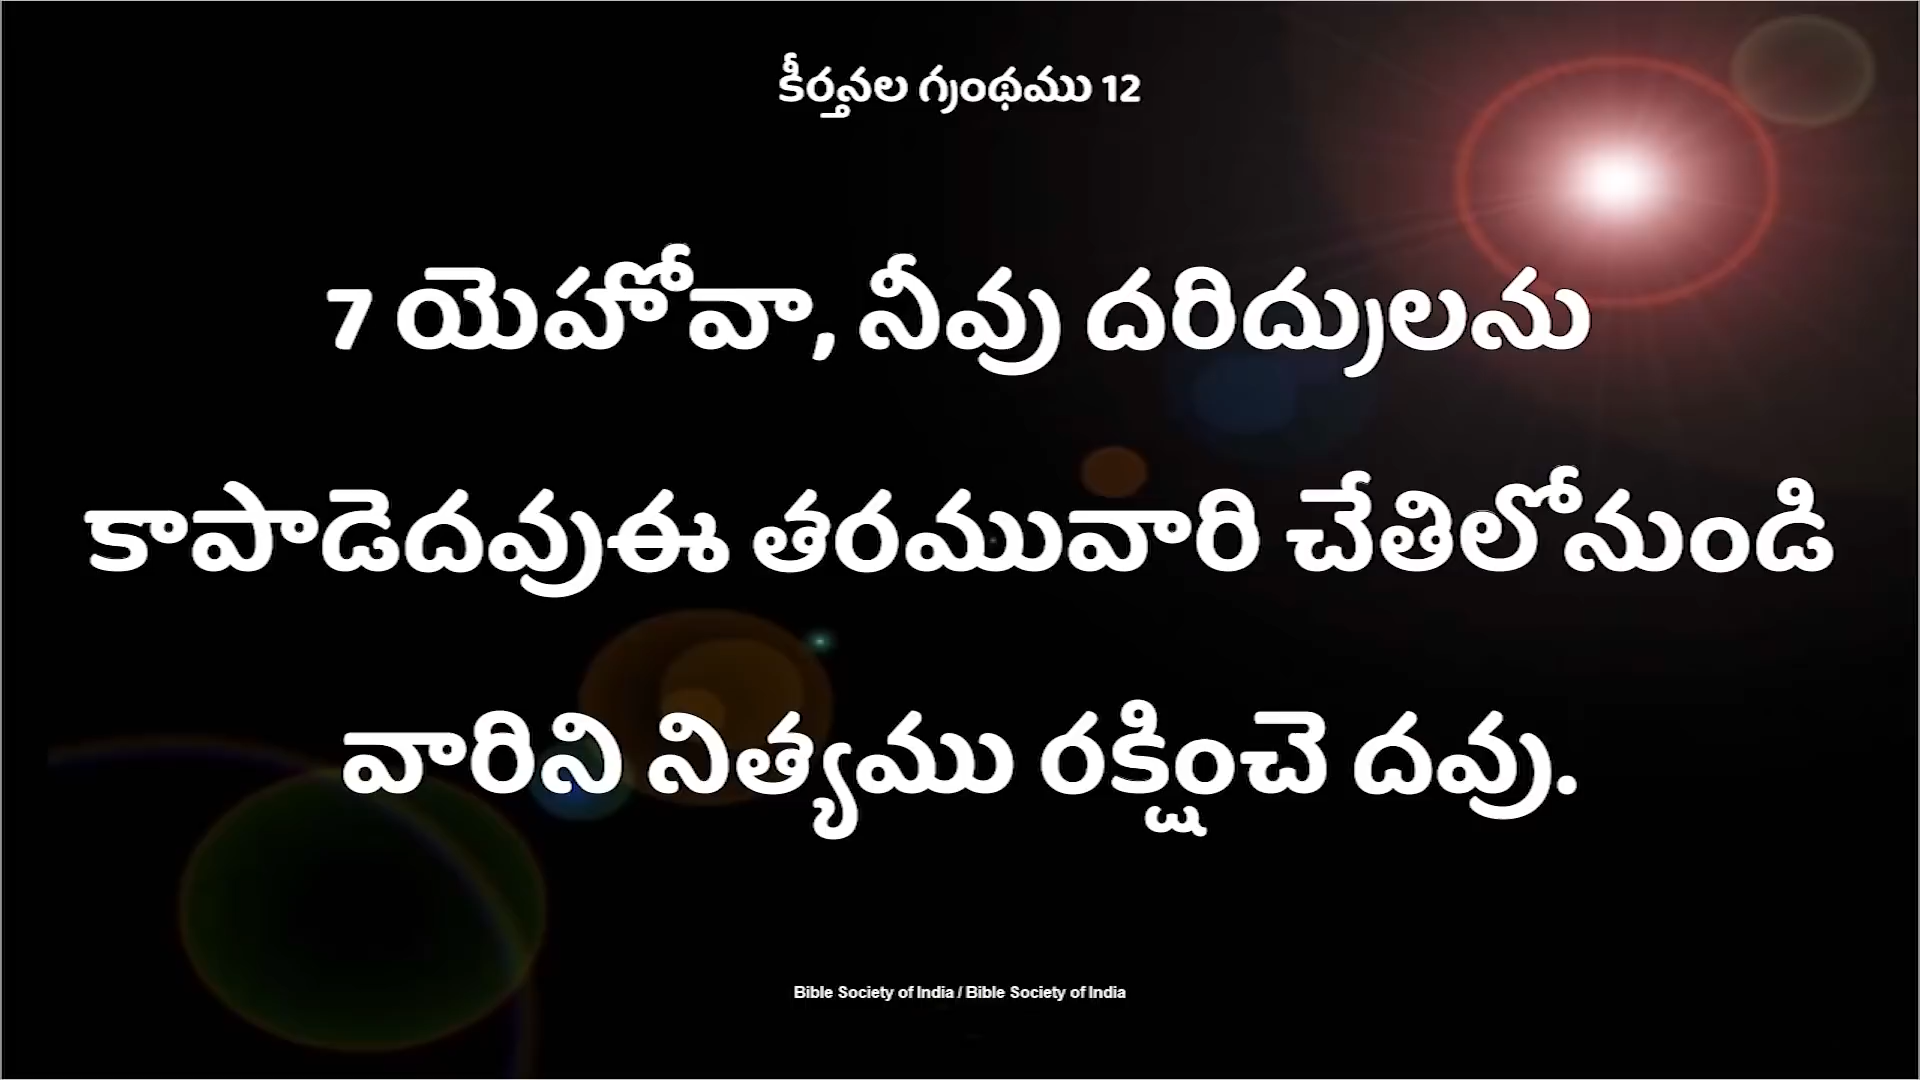 కీర్తనల గ్రంథము 12
7 యెహోవా, నీవు దరిద్రులను
కాపాడెదవుఈ తరమువారి చేతిలోనుండి
వారిని నిత్యము రక్షించె దవు.
Bible Society of India / Bible Society of India